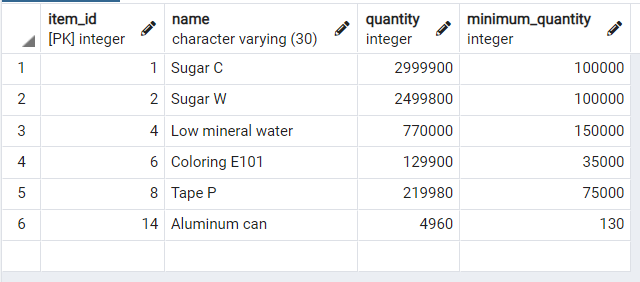 item_id name quantity minimum_quantity
[PK] integer character varying (30) integer integer
1 1 Sugar C 2999900 100000
2 2 Sugar W 2499800 100000
3 4 Low mineral water 770000 150000
4 6 Coloring E101 129900 35000
5 8 Tape P 219980 75000
6 14 Aluminum can 4960 130